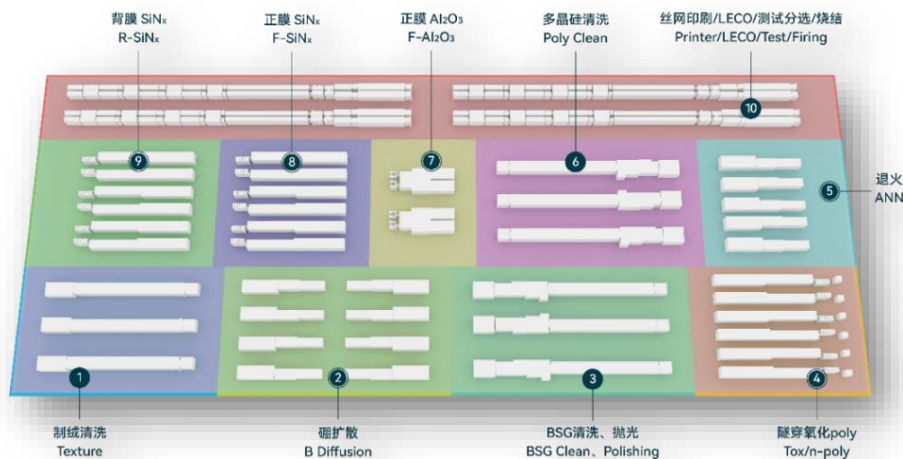 背膜 SiNₓ
R-SiNₓ
正膜 SiNₓ
F-SiNₓ
正膜 Al₂O₃
F-Al₂O₃
多晶硅清洗
Poly Clean
丝网印刷/LECO/测试分选/烧结
Printer/LECO/Test/Firing
10
9
8
7
6
5
退火
ANN
1
2
3
4
制绒清洗
Texture
硼扩散
B Diffusion
BSG清洗、抛光
BSG Clean、Polishing
隧穿氧化poly
Tox/n-poly